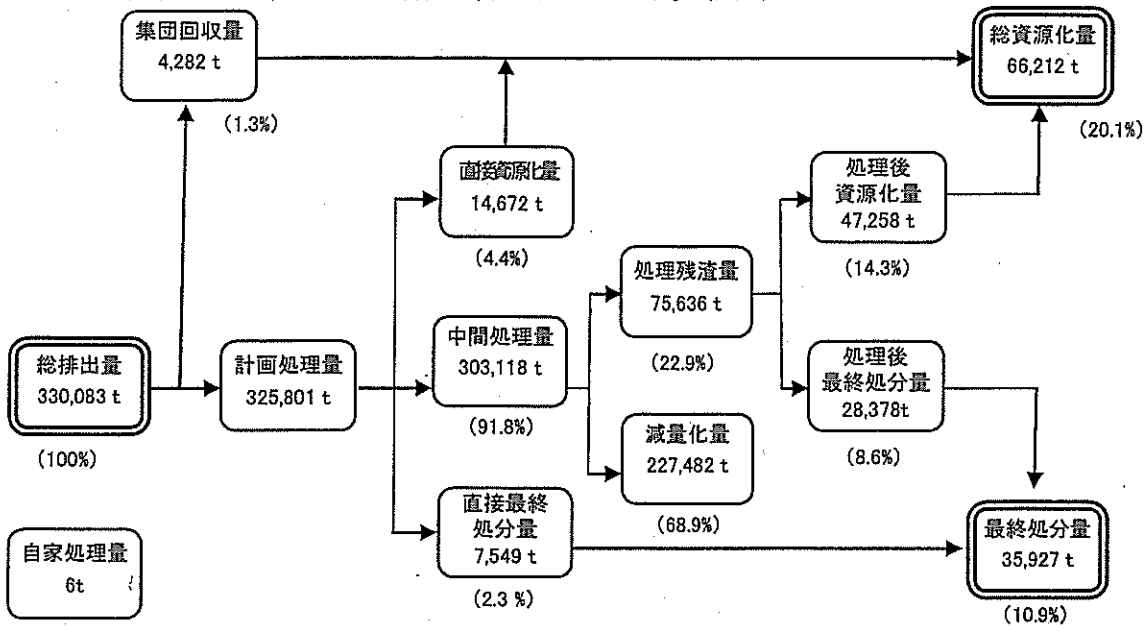 集団回収量
4,282 t
(1.3%)
総資源化量
66,212 t
(20.1%)
直接資源化量
14,672 t
(4.4%)
処理後
資源化量
47,258 t
(14.3%)
処理残渣量
75,636 t
(22.9%)
総排出量
330,083 t
(100%)
計画処理量
325,801 t
中間処理量
303,118 t
(91.8%)
処理後
最終処分量
28,378t
(8.6%)
減量化量
227,482 t
(68.9%)
直接最終
処分量
7,549 t
(2.3 %)
自家処理量
6t
最終処分量
35,927 t
(10.9%)